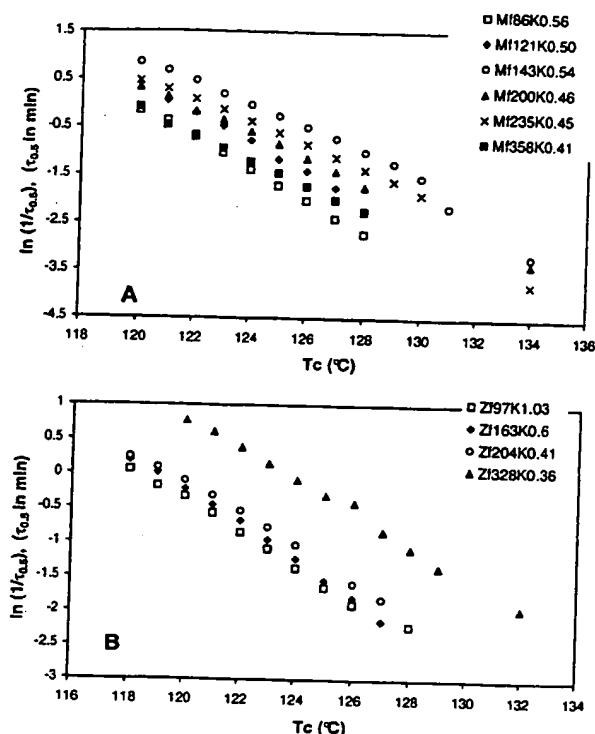 Mf86K0.56
Mf121K0.50
Mf143K0.54
Mf200K0.46
Mf235K0.45
Mf358K0.41
1.5
0.5
-0.5
-1.5
-2.5
-3.5
-4.5
ln (1/τ0.5), (τ0.5 in min)
A
118 120 122 124 126 128 130 132 134 136
Tc (°C)
Zf97K1.03
Zf163K0.6
Zf204K0.41
Zf328K0.36
1
0.5
0
-0.5
-1
-1.5
-2
-2.5
-3
ln (1/τ0.5), (τ0.5 in min)
B
116 118 120 122 124 126 128 130 132 134
Tc (°C)